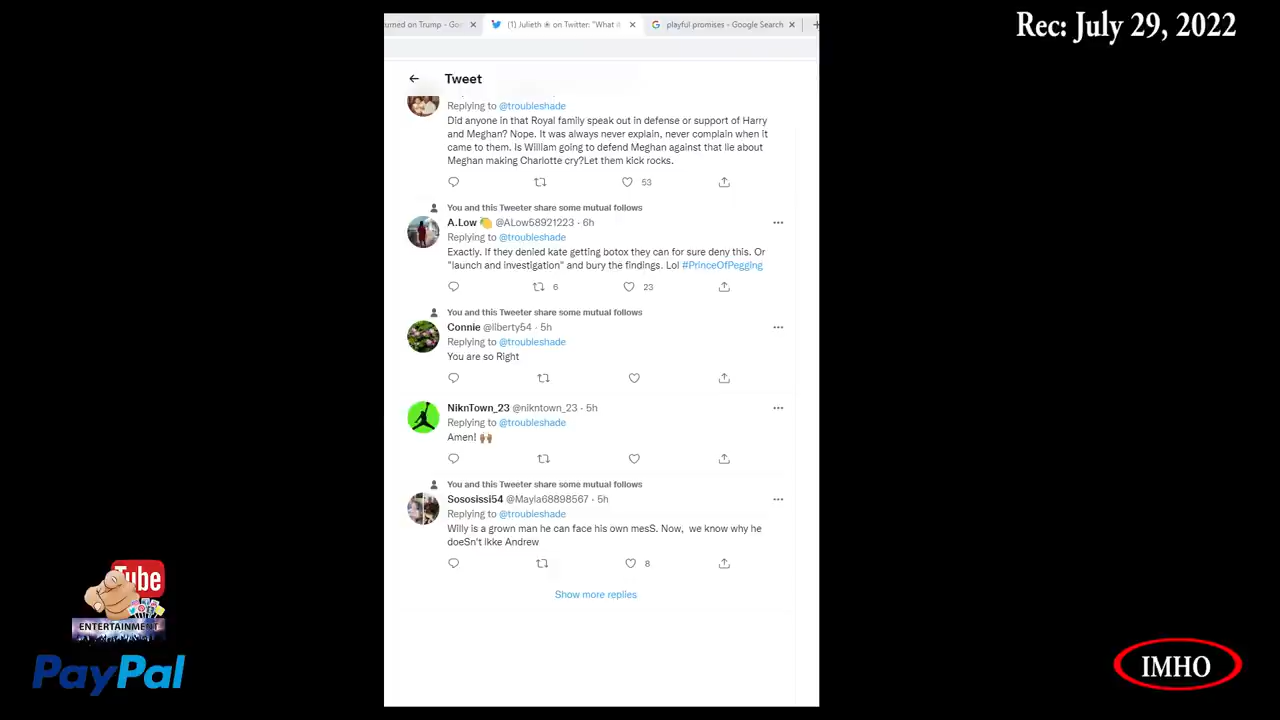 Rec: July 29, 2022
urned on Trump - Go
(1) Julieth on Twitter: "What i
playful promises - Google Search
Tweet
Replying to @troubleshade
Did anyone in that Royal family speak out in defense or support of Harry
and Meghan? Nope. It was always never explain, never complain when it
came to them. Is William going to defend Meghan against that lie about
Meghan making Charlotte cry?Let them kick rocks.
53
You and this Tweeter share some mutual follows
A.Low 🍋 @ALow58921223 · 6h
Replying to @troubleshade
Exactly. If they denied kate getting botox they can for sure deny this. Or
"launch and investigation" and bury the findings. Lol #PrinceOfPegging
6 23
You and this Tweeter share some mutual follows
Connie @liberty54 · 5h
Replying to @troubleshade
You are so Right
NiknTown_23 @nikntown_23 · 5h
Replying to @troubleshade
Amen! 🙌🏽
You and this Tweeter share some mutual follows
Sososissi54 @Mayla68898567 · 5h
Replying to @troubleshade
Willy is a grown man he can face his own mesS. Now, we know why he
doeSn't lkke Andrew
8
Show more replies
Tube
ENTERTAINMENT
PayPal
IMHO